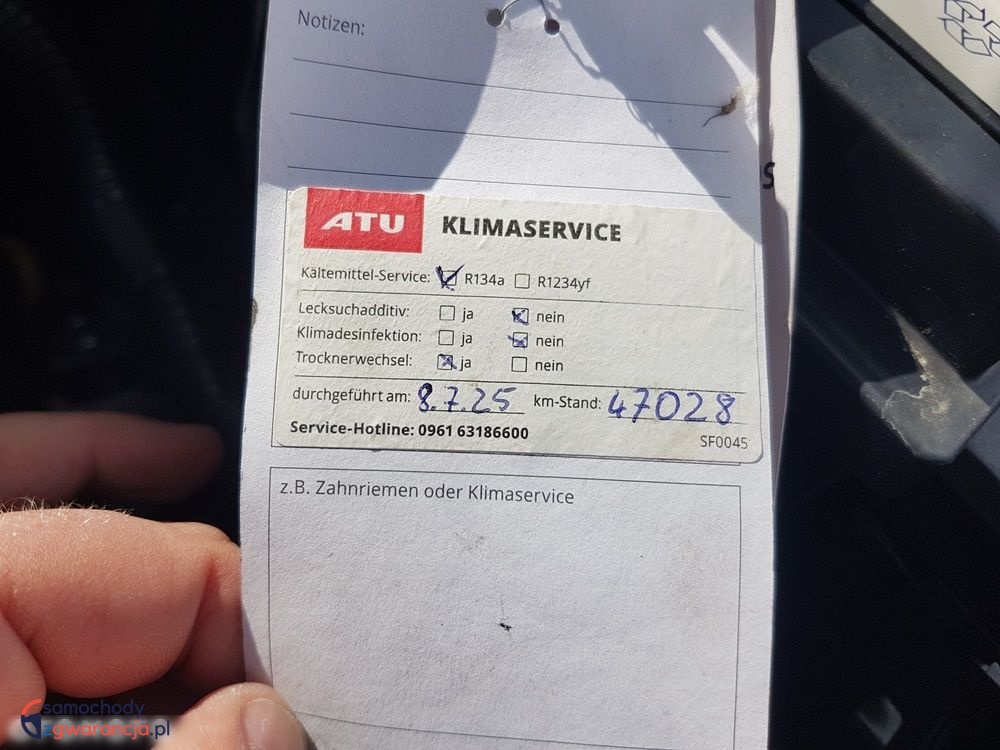 Notizen:
S
ATU KLIMASERVICE
Kältemittel-Service: R134a R1234yf
Lecksuchadditiv: ja nein
Klimadesinfektion: ja nein
Trocknerwechsel: ja nein
durchgeführt am: 8.7.25 km-Stand: 47028
Service-Hotline: 0961 63186600 SF0045
z.B. Zahnriemen oder Klimaservice
samochody
zgwarancja.pl